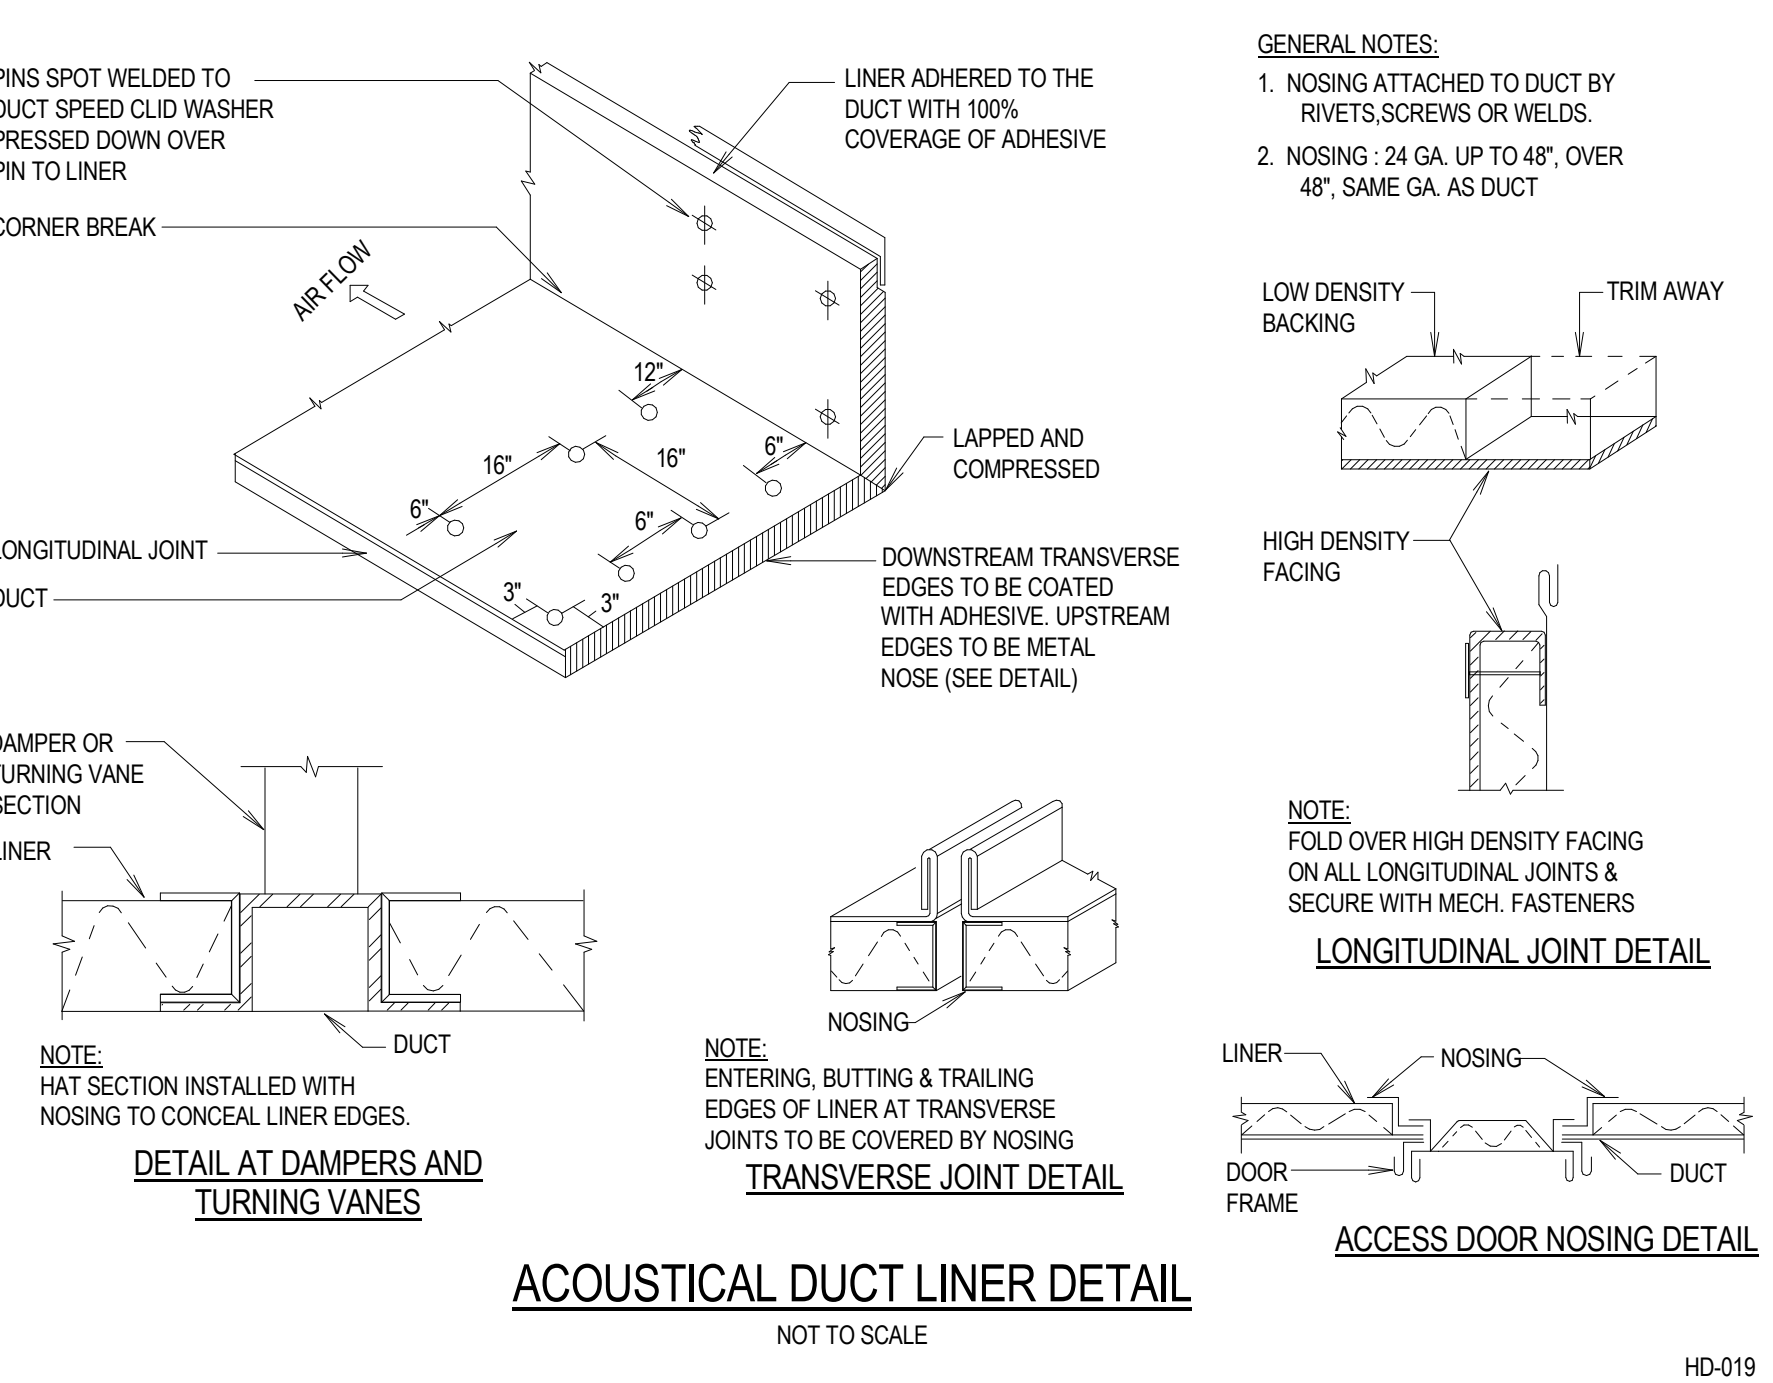 PINS SPOT WELDED TO
DUCT SPEED CLID WASHER
PRESSED DOWN OVER
PIN TO LINER
CORNER BREAK
AIR FLOW
LINER ADHERED TO THE
DUCT WITH 100%
COVERAGE OF ADHESIVE
12"
16"
16"
6"
6"
6"
3"
3"
LONGITUDINAL JOINT
DUCT
LAPPED AND
COMPRESSED
DOWNSTREAM TRANSVERSE
EDGES TO BE COATED
WITH ADHESIVE. UPSTREAM
EDGES TO BE METAL
NOSE (SEE DETAIL)
GENERAL NOTES:
1. NOSING ATTACHED TO DUCT BY
RIVETS,SCREWS OR WELDS.
2. NOSING : 24 GA. UP TO 48", OVER
48", SAME GA. AS DUCT
LOW DENSITY
BACKING
TRIM AWAY
HIGH DENSITY
FACING
NOTE:
FOLD OVER HIGH DENSITY FACING
ON ALL LONGITUDINAL JOINTS &
SECURE WITH MECH. FASTENERS
LONGITUDINAL JOINT DETAIL
DAMPER OR
TURNING VANE
SECTION
LINER
DUCT
NOTE:
HAT SECTION INSTALLED WITH
NOSING TO CONCEAL LINER EDGES.
DETAIL AT DAMPERS AND
TURNING VANES
NOSING
NOTE:
ENTERING, BUTTING & TRAILING
EDGES OF LINER AT TRANSVERSE
JOINTS TO BE COVERED BY NOSING
TRANSVERSE JOINT DETAIL
LINER
NOSING
DOOR
FRAME
DUCT
ACCESS DOOR NOSING DETAIL
ACOUSTICAL DUCT LINER DETAIL
NOT TO SCALE
HD-019